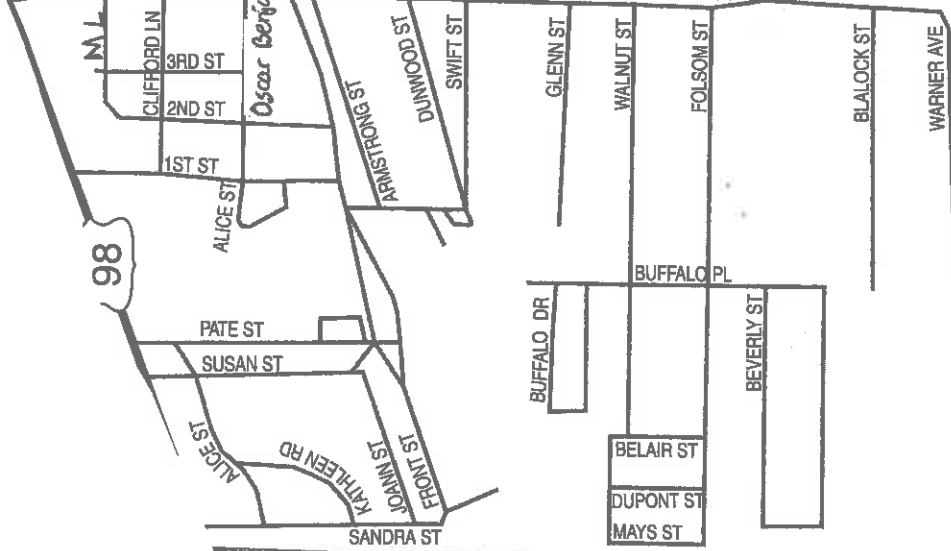 M L
CLIFFORD LN
Oscar
3RD ST
2ND ST
1ST ST
ALICE ST
ARMSTRONG ST
DUNWOOD ST
SWIFT ST
GLENN ST
WALNUT ST
FOLSOM ST
BLALOCK ST
WARNER AVE
98
BUFFALO PL
PATE ST
SUSAN ST
BUFFALO DR
BEVERLY ST
ALICE ST
KATHLEEN RD
JOANN ST
FRONT ST
BELAIR ST
DUPONT ST
MAYS ST
SANDRA ST